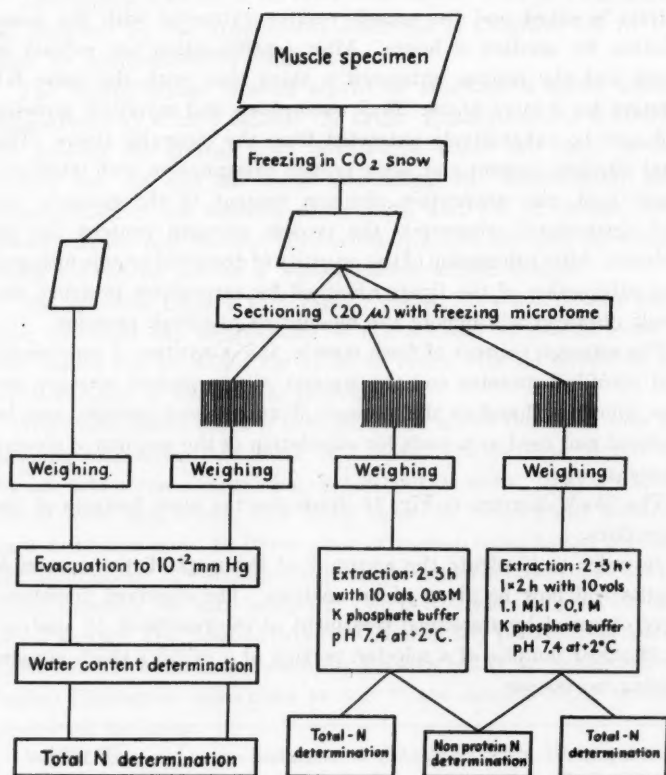 Muscle specimen
Freezing in CO2 snow
Sectioning (20 μ) with freezing microtome
Weighing
Weighing
Weighing
Weighing
Evacuation to 10-2 mm Hg
Extraction: 2=3 h
with 10 vols 0,03 M
K phosphate buffer
pH 7,4 at +2°C.
Extraction: 2=3 h+
1×2 h with 10 vols
1,1 Mkl + 0,1 M
K phosphate buffer
pH 7,4 at +2°C
Water content determination
Total N determination
Total-N
determination
Non protein N
determination
Total-N
determination